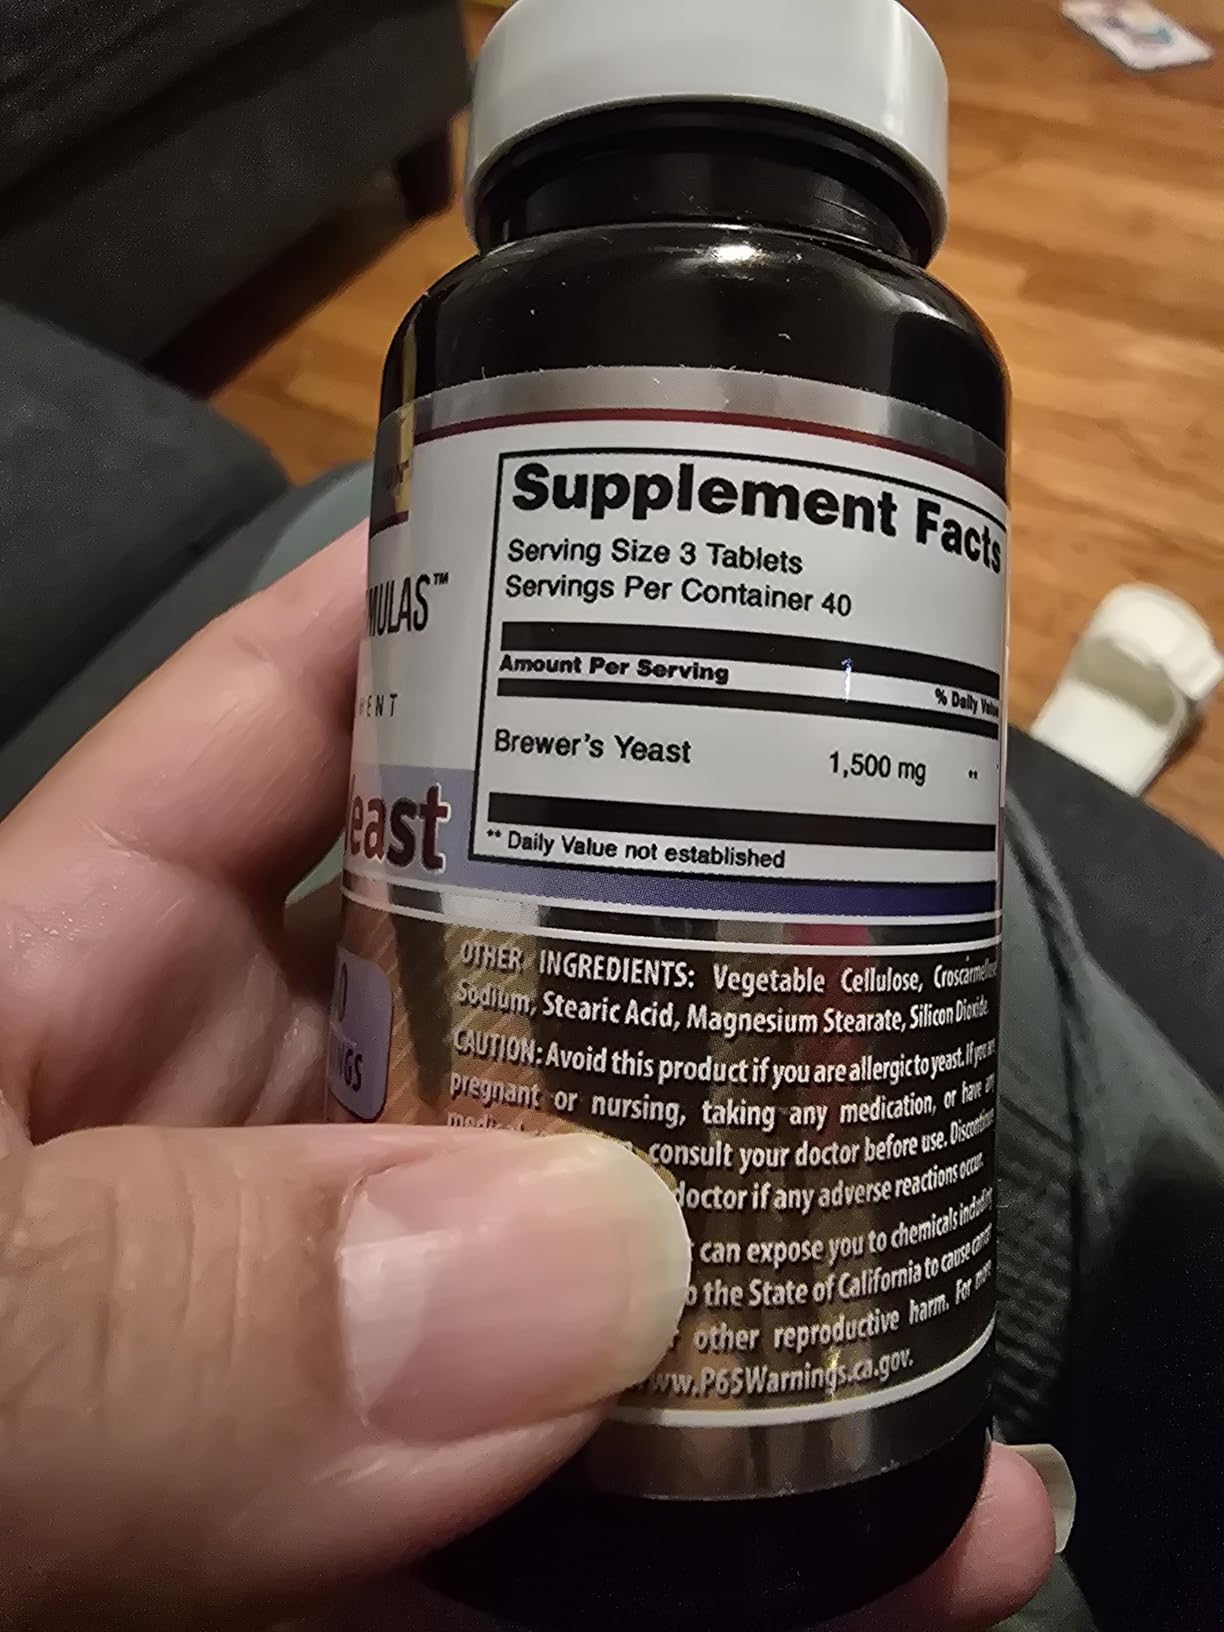 Supplement Facts
Serving Size 3 Tablets
Servings Per Container 40
Amount Per Serving
% Daily Value
Brewer's Yeast 1,500 mg **
** Daily Value not established
MULAS™
MENT
Yeast
0
NGS
OTHER INGREDIENTS: Vegetable Cellulose, Croscarmellose
Sodium, Stearic Acid, Magnesium Stearate, Silicon Dioxide.
CAUTION: Avoid this product if you are allergic to yeast. If you are
pregnant or nursing, taking any medication, or have any
consult your doctor before use. Discontinue
doctor if any adverse reactions occur.
can expose you to chemicals including
the State of California to cause cancer
other reproductive harm. For more
www.P65Warnings.ca.gov.